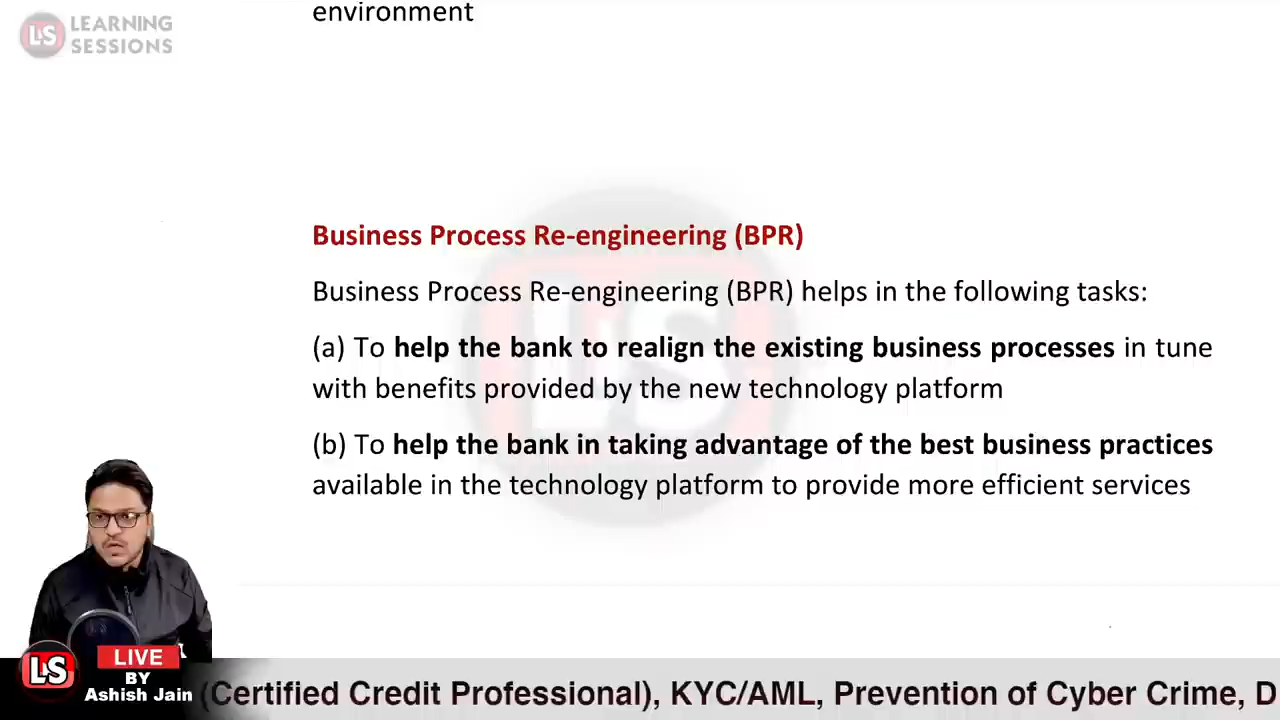 environment
LS LEARNING
SESSIONS
Business Process Re-engineering (BPR)
Business Process Re-engineering (BPR) helps in the following tasks:
(a) To help the bank to realign the existing business processes in tune
with benefits provided by the new technology platform
(b) To help the bank in taking advantage of the best business practices
available in the technology platform to provide more efficient services
LS
LS
LIVE
BY
Ashish Jain
(Certified Credit Professional), KYC/AML, Prevention of Cyber Crime, D